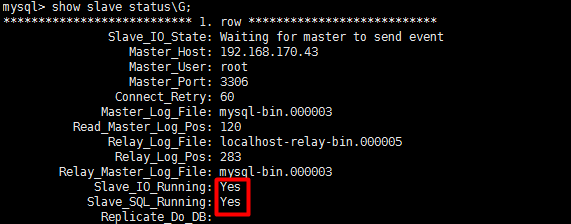 mysql> show slave status\G;
*************************** 1. row ***************************
Slave_IO_State: Waiting for master to send event
Master_Host: 192.168.170.43
Master_User: root
Master_Port: 3306
Connect_Retry: 60
Master_Log_File: mysql-bin.000003
Read_Master_Log_Pos: 120
Relay_Log_File: localhost-relay-bin.000005
Relay_Log_Pos: 283
Relay_Master_Log_File: mysql-bin.000003
Slave_IO_Running: Yes
Slave_SQL_Running: Yes
Replicate_Do_DB: